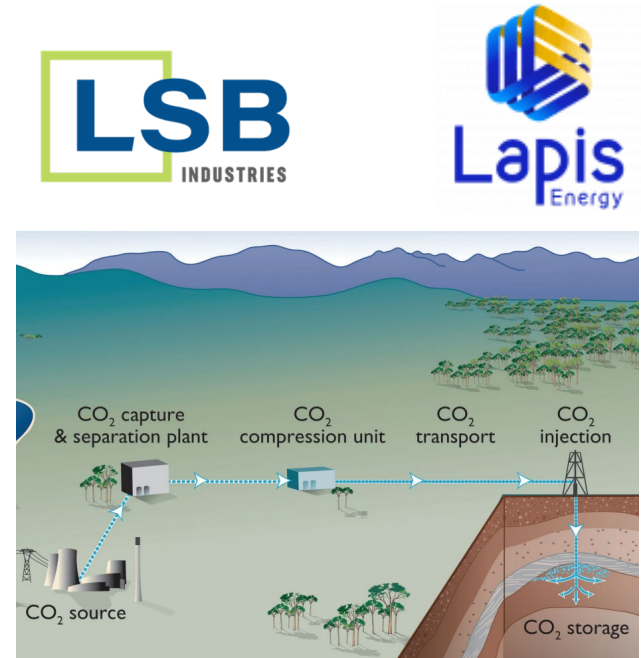 LSB
INDUSTRIES
Lapis
Energy
CO₂ capture
& separation plant
CO₂
compression unit
CO₂
transport
CO₂
injection
CO₂ source
CO₂ storage